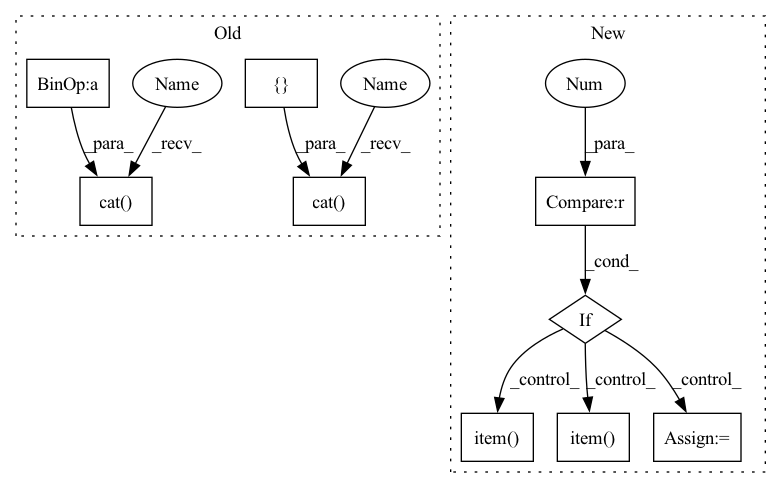 Old
New
BinOp:a
Name
{}
Name
Num
_para_
_recv_
_para_
_recv_
_para_
cat()
cat()
Compare:r
_cond_
If
_control_
_control_
_control_
item()
item()
Assign:=